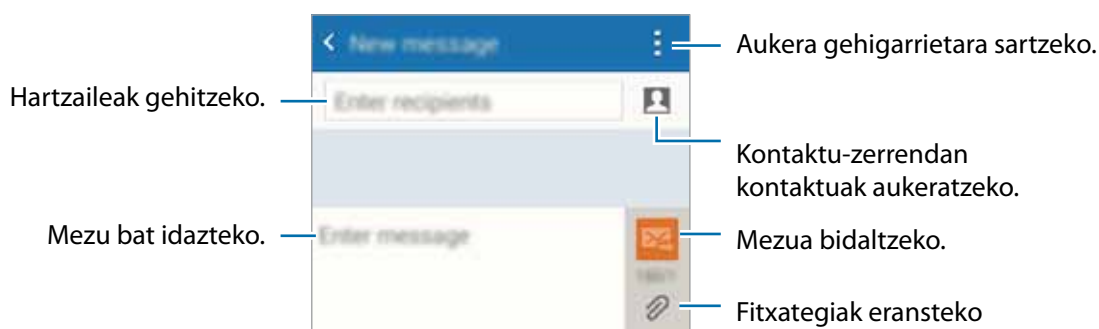 New message
Aukera gehigarrietara sartzeko.
Hartzaileak gehitzeko.
Enter recipients
Kontaktu-zerrendan
kontaktuak aukeratzeko.
Mezu bat idazteko.
Enter message
Mezua bidaltzeko.
Fitxategiak eransteko